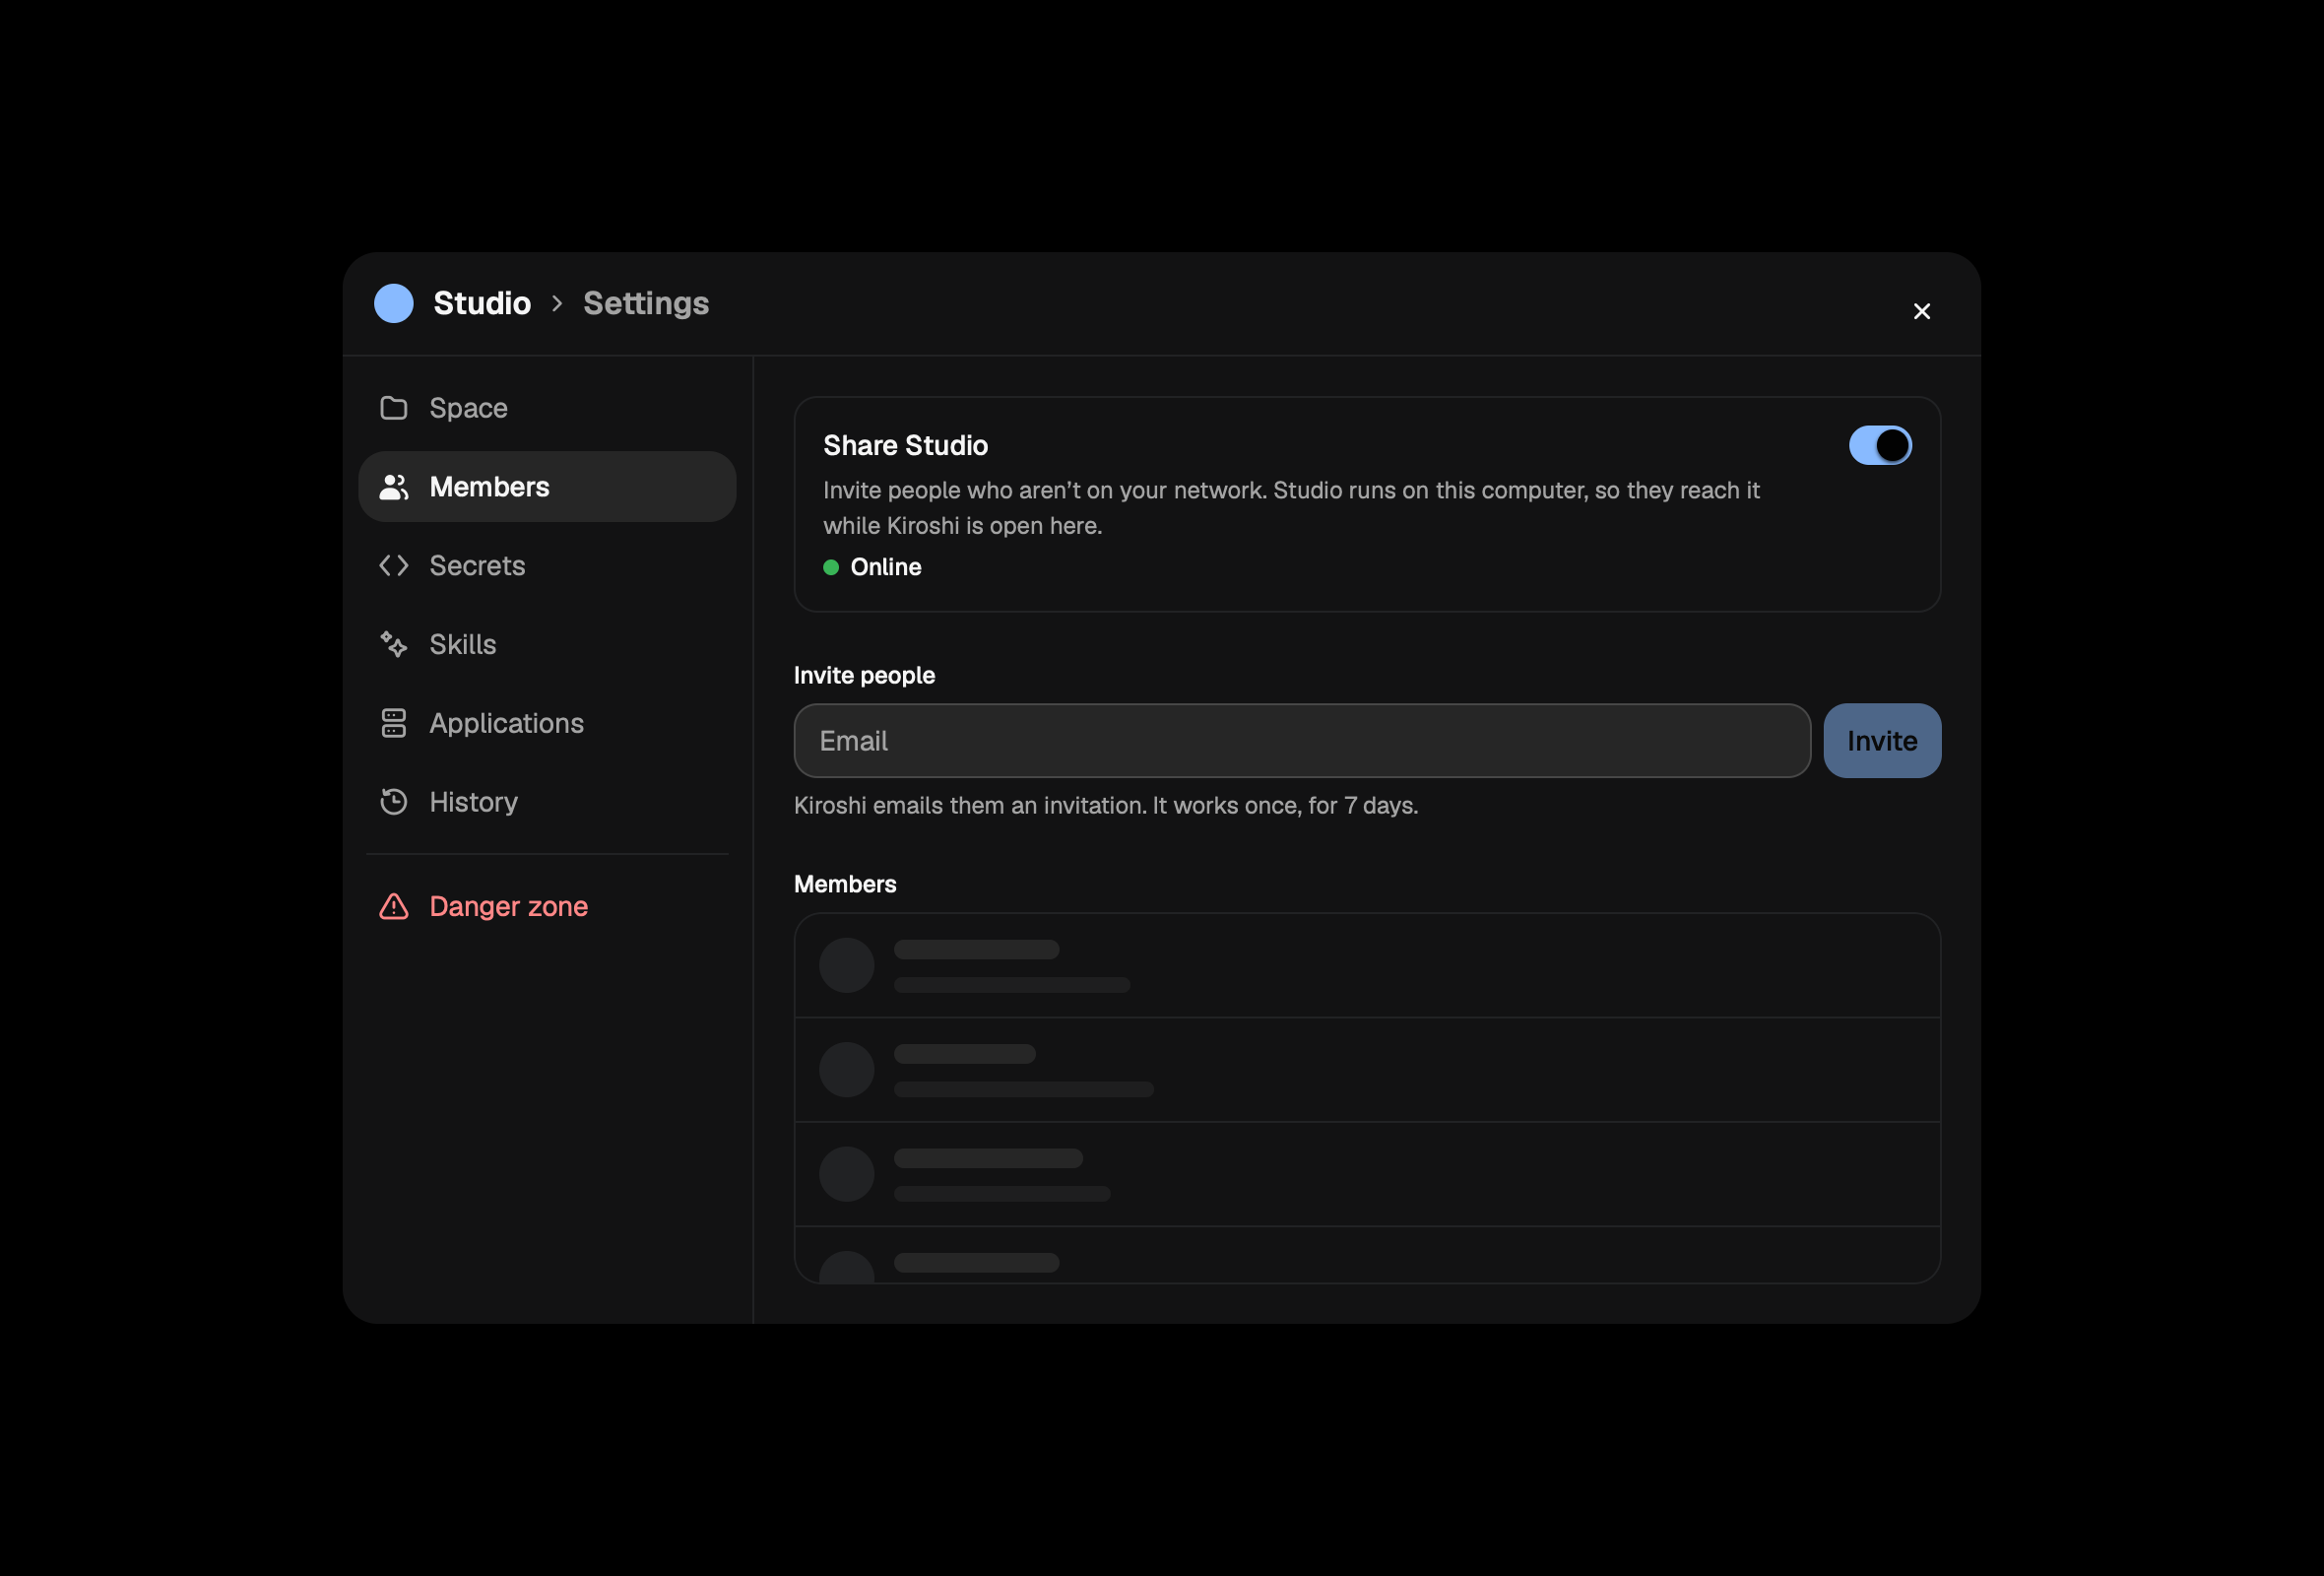 Studio > Settings
Space
Members
Secrets
Skills
Applications
History
Danger zone
Share Studio
Invite people who aren’t on your network. Studio runs on this computer, so they reach it
while Kiroshi is open here.
Online
Invite people
Email
Invite
Kiroshi emails them an invitation. It works once, for 7 days.
Members